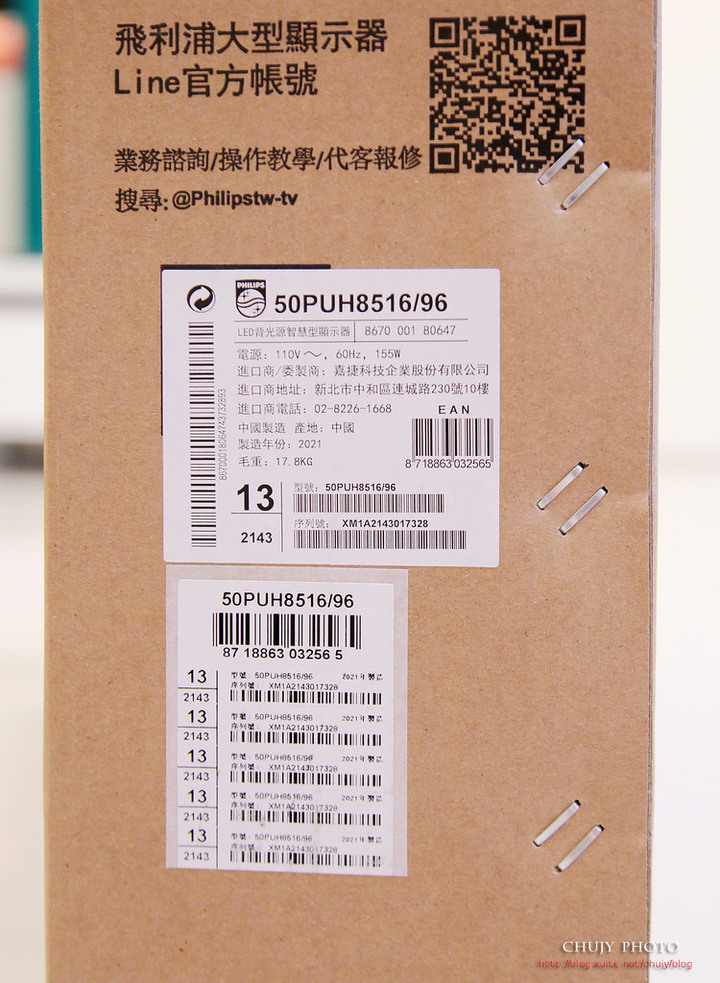 飛利浦大型顯示器
Line官方帳號
業務諮詢/操作教學/代客報修
搜尋:@Philipstw-tv
PHILIPS
50PUH8516/96
LED背光源智慧型顯示器 8670 001 80647
電源：110V～, 60Hz, 155W
進口商/委製商：嘉捷科技企業股份有限公司
進口商地址：新北市中和區連城路230號10樓
進口商電話：02-8226-1668
EAN
中國製造 產地：中國
製造年份：2021
毛重：17.8KG
8 718863 032565
13
2143
型號：50PUH8516/96
序列號：XM1A2143017328
50PUH8516/96
87 18863 03256 5
13 型號：50PUH8516/96 2021年製造
2143 序列號：XM1A2143017328
13 型號：50PUH8516/96 2021年製造
2143 序列號：XM1A2143017328
13 型號：50PUH8516/96 2021年製造
2143 序列號：XM1A2143017328
13 型號：50PUH8516/96 2021年製造
2143 序列號：XM1A2143017328
13 型號：50PUH8516/96 2021年製造
2143 序列號：XM1A2143017328
CHUJY PHOTO
http://blog.xuite.net/chujy/blog